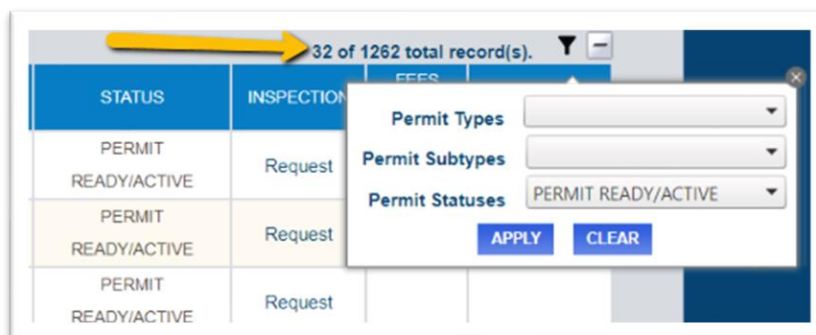 32 of 1262 total record(s).
STATUS INSPECTION FEES
Permit Types
PERMIT
READY/ACTIVE
Request
Permit Subtypes
Permit Statuses PERMIT READY/ACTIVE
PERMIT
READY/ACTIVE
Request
APPLY CLEAR
PERMIT
READY/ACTIVE
Request